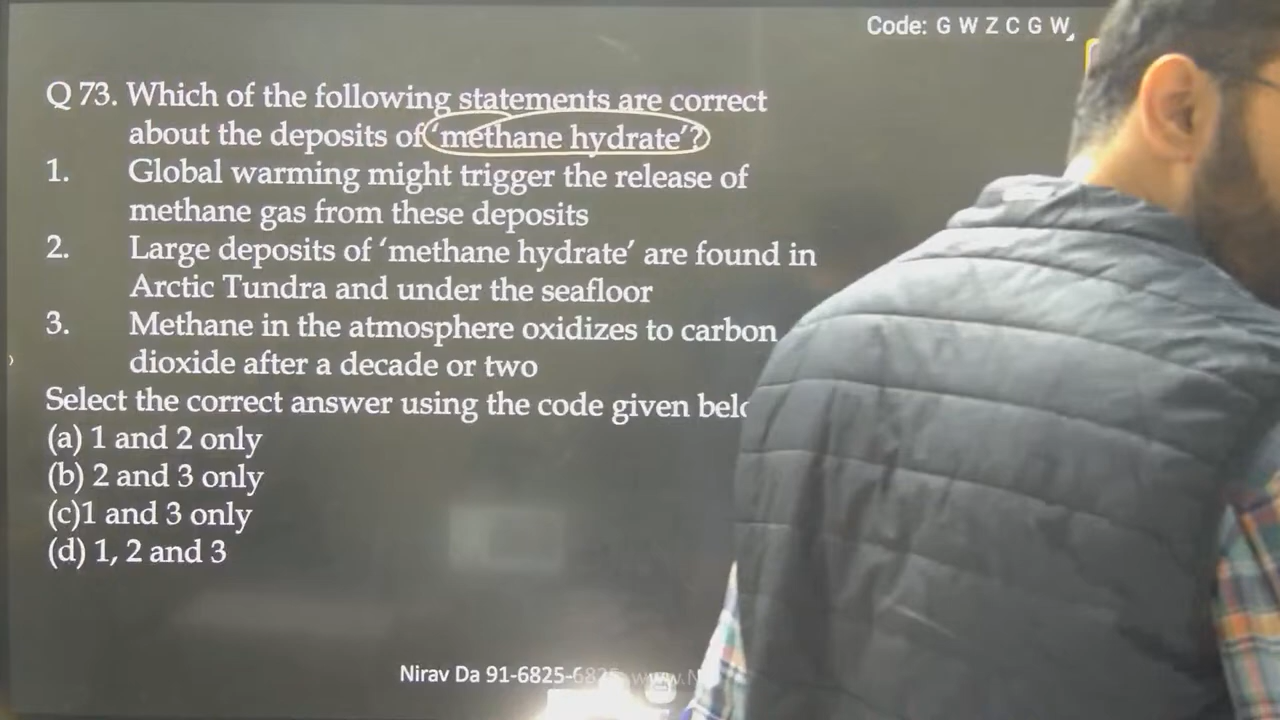 Code: G W Z C G W
Q 73. Which of the following statements are correct
about the deposits of 'methane hydrate'?
1. Global warming might trigger the release of
methane gas from these deposits
2. Large deposits of 'methane hydrate' are found in
Arctic Tundra and under the seafloor
3. Methane in the atmosphere oxidizes to carbon
dioxide after a decade or two
Select the correct answer using the code given
(a) 1 and 2 only
(b) 2 and 3 only
(c)1 and 3 only
(d) 1, 2 and 3
Nirav Da 91-6825-6825